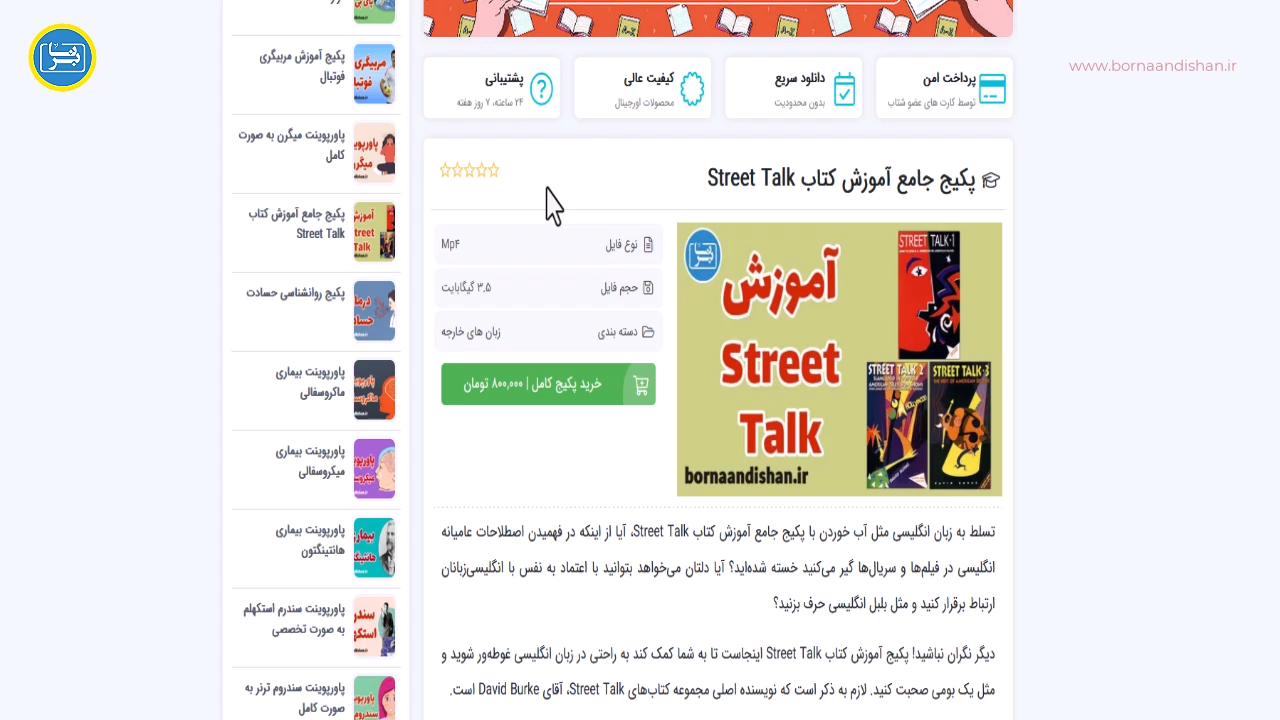 www.bornaandishan.ir
پرداخت امن
توسط کارت های عضو شتاب
دانلود سریع
بدون محدودیت
کیفیت عالی
محصولات اورجینال
پشتیبانی
۲۴ ساعته، ۷ روز هفته
پکیج جامع آموزش کتاب Street Talk
نوع فایل
Mp۴
حجم فایل
۳.۵ گیگابایت
دسته بندی
زبان های خارجه
خرید پکیج کامل | ۸۰۰,۰۰۰ تومان
آموزش
Street
Talk
bornaandishan.ir
STREET TALK-1
STREET TALK 2
STREET TALK-3
تسلط به زبان انگلیسی مثل آب خوردن با پکیج جامع آموزش کتاب Street Talk، آیا از اینکه در فهمیدن اصطلاحات عامیانه
انگلیسی در فیلم‌ها و سریال‌ها گیر می‌کنید خسته شده‌اید؟ آیا دلتان می‌خواهد بتوانید با اعتماد به نفس با انگلیسی‌زبانان
ارتباط برقرار کنید و مثل بلبل انگلیسی حرف بزنید؟
دیگر نگران نباشید! پکیج آموزش کتاب Street Talk اینجاست تا به شما کمک کند به راحتی در زبان انگلیسی غوطه‌ور شوید و
مثل یک بومی صحبت کنید. لازم به ذکر است که نویسنده اصلی مجموعه کتاب‌های Street Talk، آقای David Burke است.
پکیج آموزش مربیگری
فوتبال
پاورپوینت میگرن به صورت
کامل
پکیج جامع آموزش کتاب
Street Talk
پکیج روانشناسی حسادت
پاورپوینت بیماری
ماکروسفالی
پاورپوینت بیماری
میکروسفالی
پاورپوینت بیماری
هانتینگتون
پاورپوینت سندرم استکهلم
به صورت تخصصی
پاورپوینت سندروم ترنر به
صورت کامل